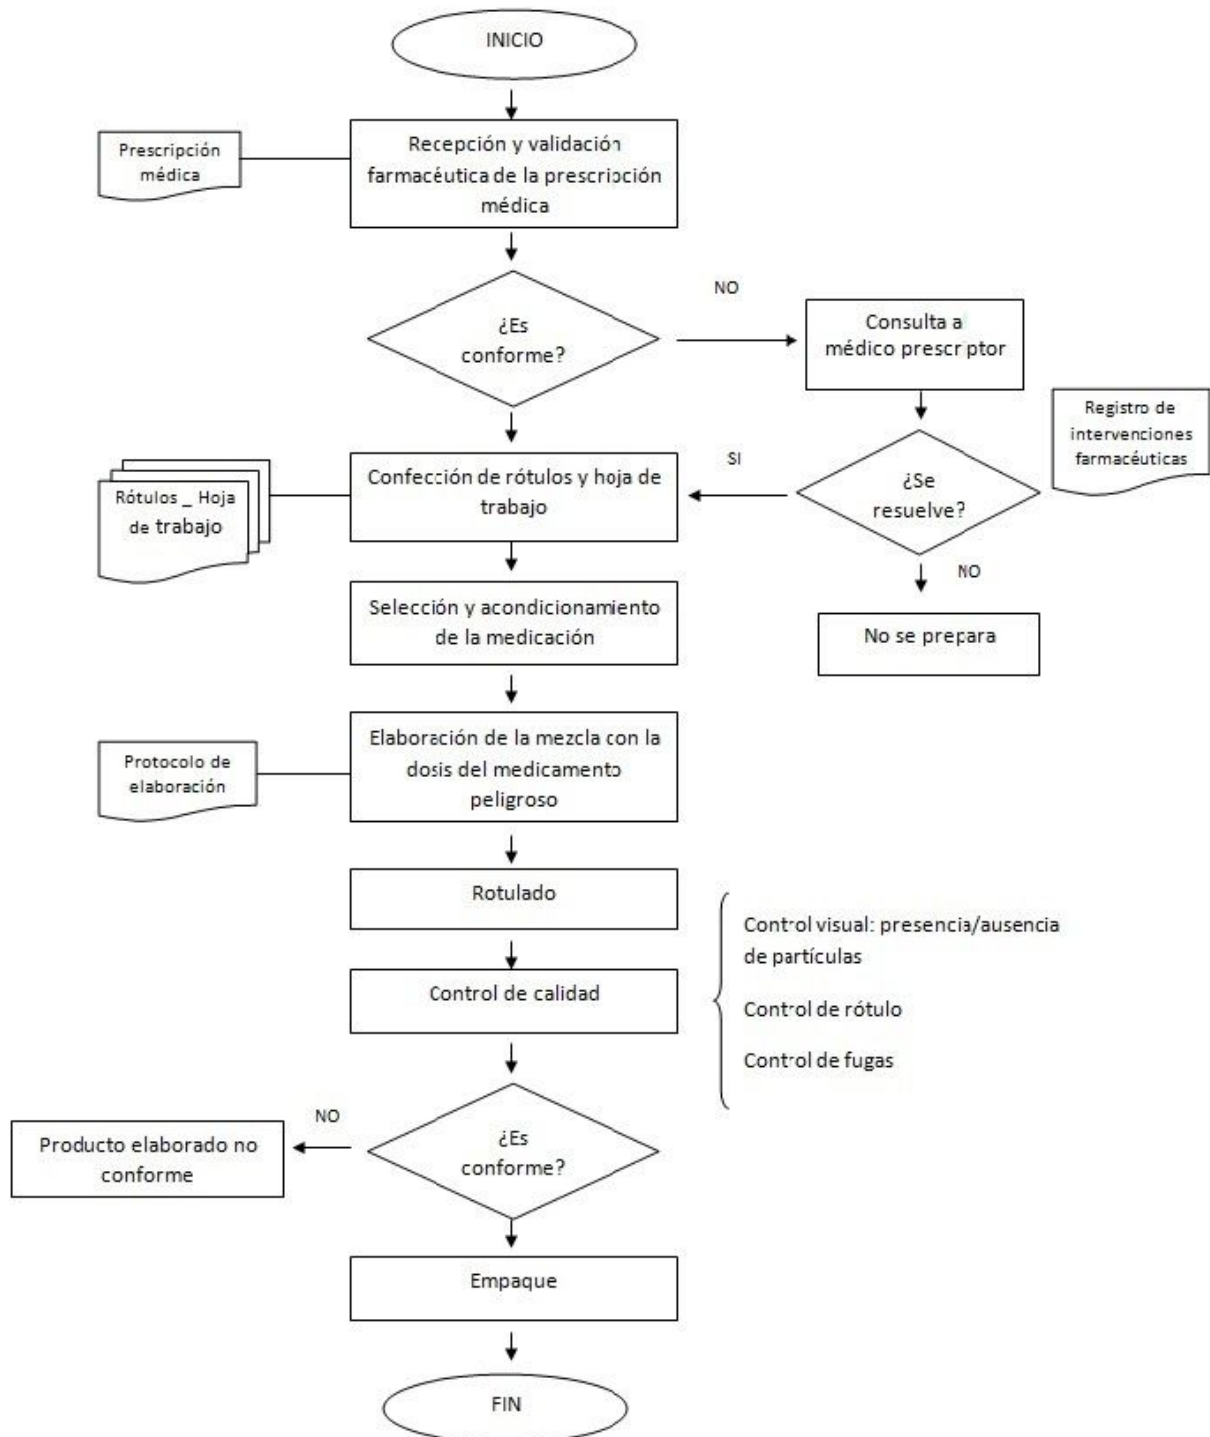 INICIO
Prescripción
médica
Recepción y validación
farmacéutica de la prescripción
médica
¿Es
conforme?
NO
Consulta a
médico prescriptor
Registro de
intervenciones
farmacéuticas
¿Se
resuelve?
SI
NO
No se prepara
Rótulos _ Hoja
de trabajo
Confección de rótulos y hoja de
trabajo
Selección y acondicionamiento
de la medicación
Protocolo de
elaboración
Elaboración de la mezcla con la
dosis del medicamento
peligroso
Rotulado
Control de calidad
Control visual: presencia/ausencia
de partículas
Control de rótulo
Control de fugas
¿Es
conforme?
NO
Producto elaborado no
conforme
Empaque
FIN